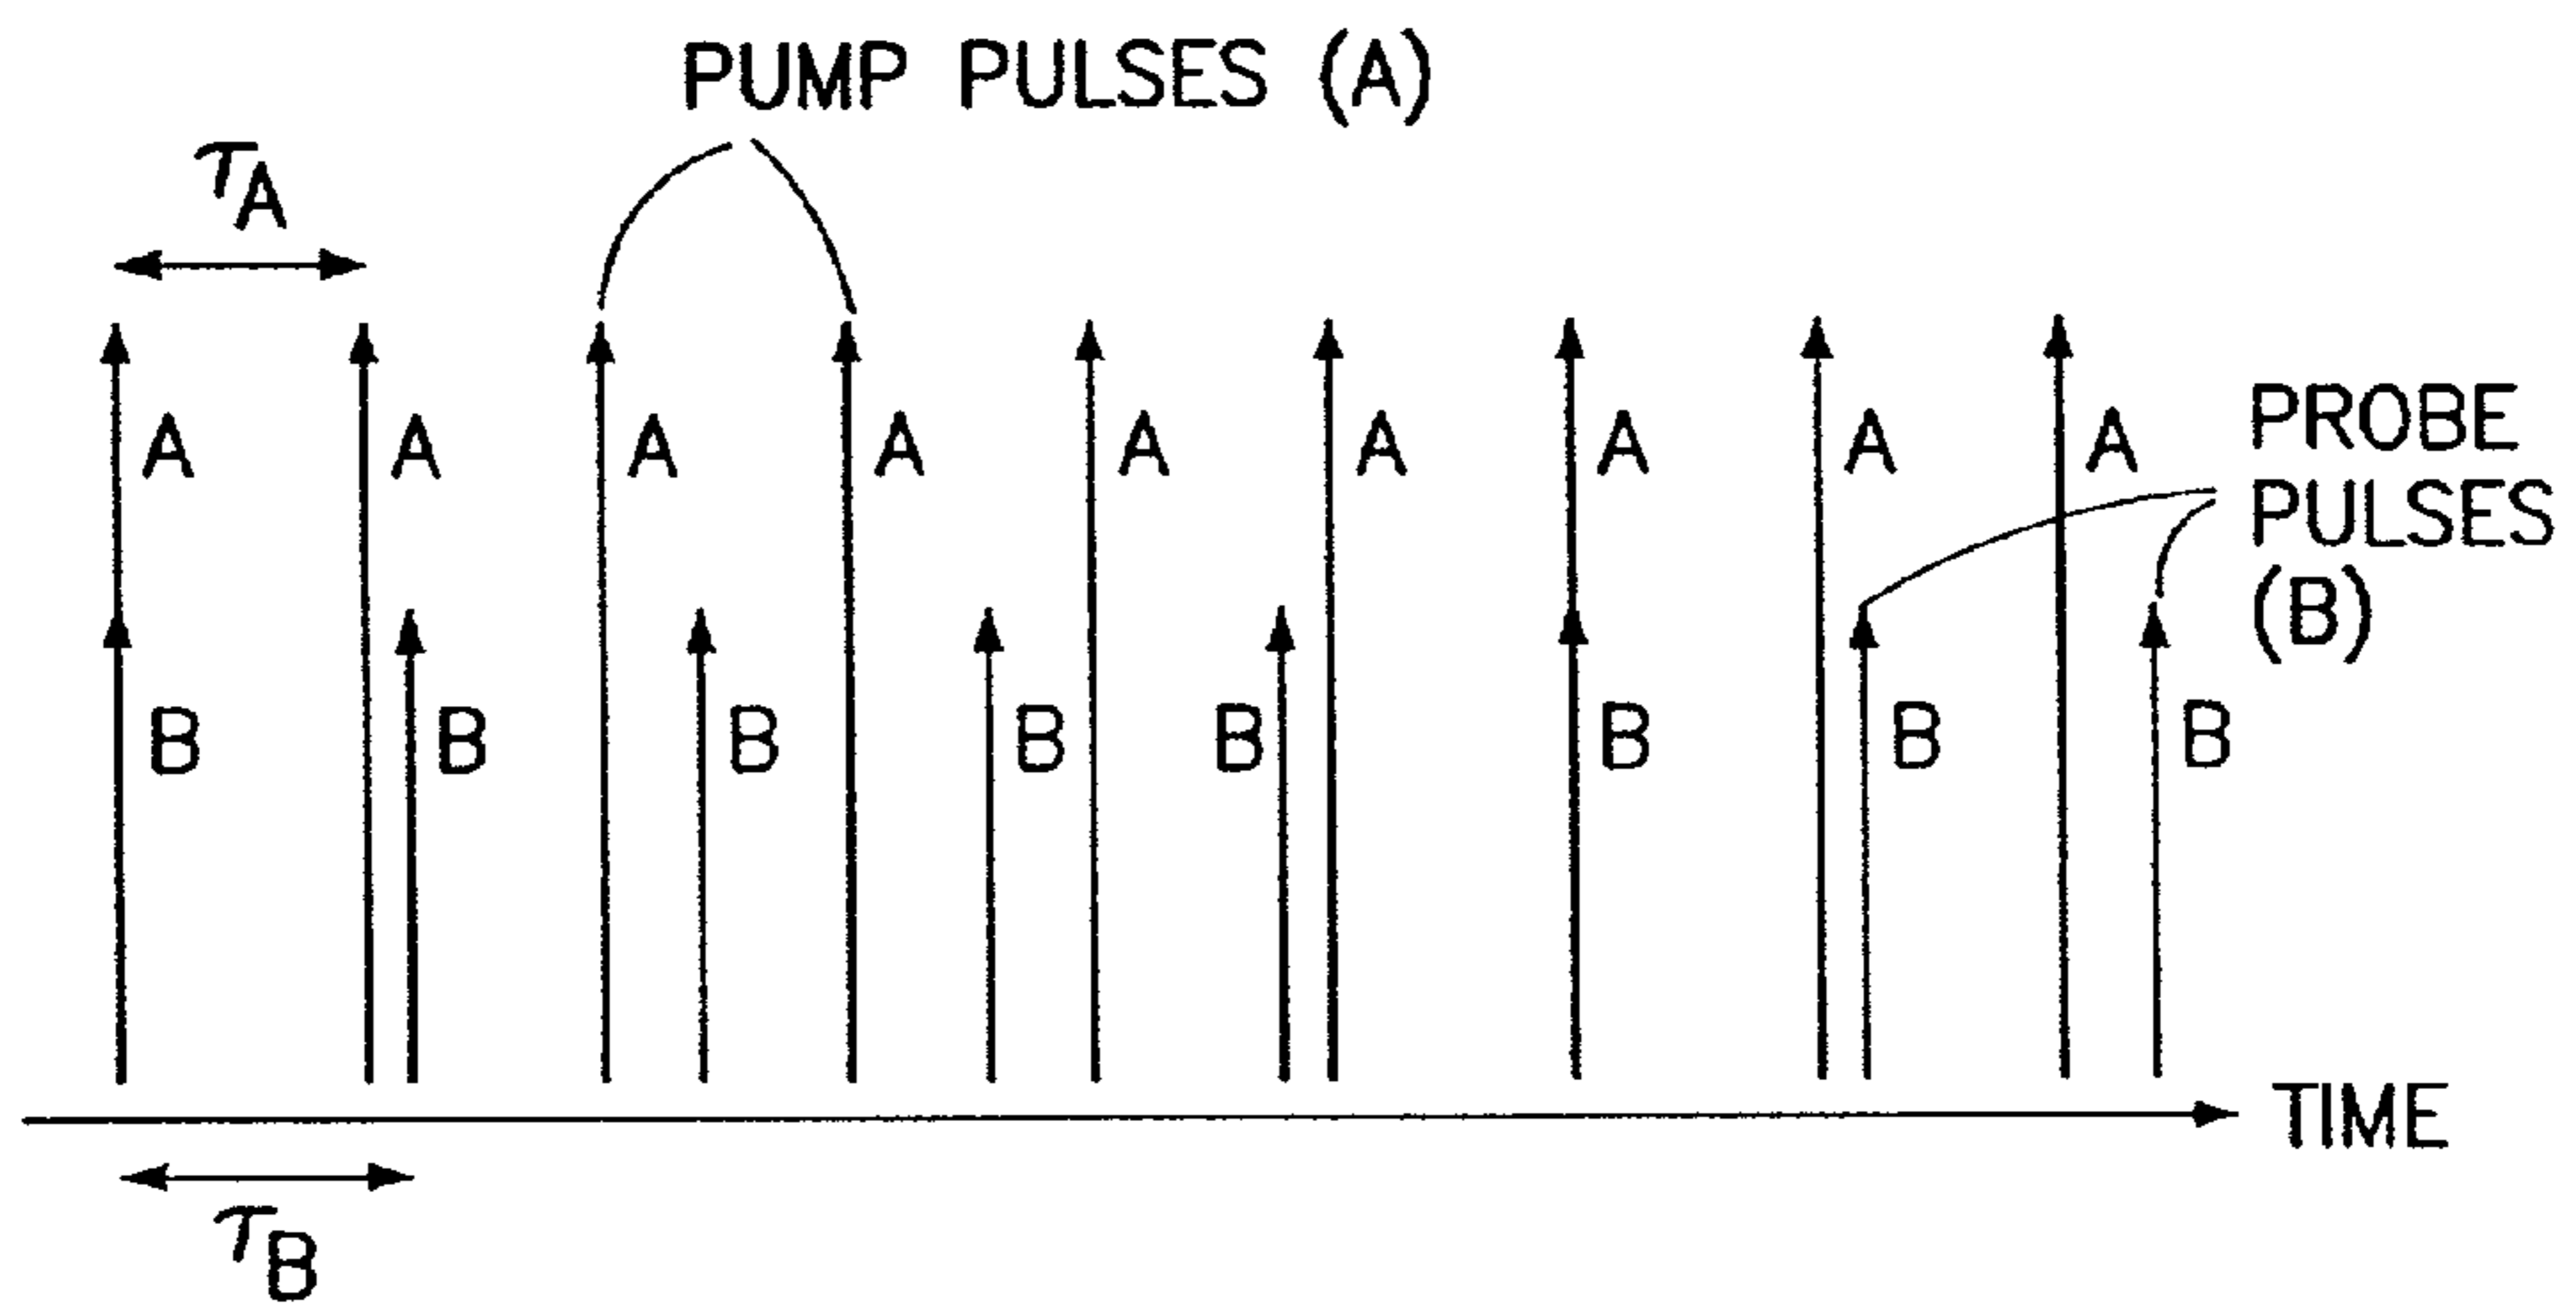 PUMP PULSES (A)
τA
A A A A A A A A A
PROBE
PULSES
(B)
B B B B B B B B
TIME
τB